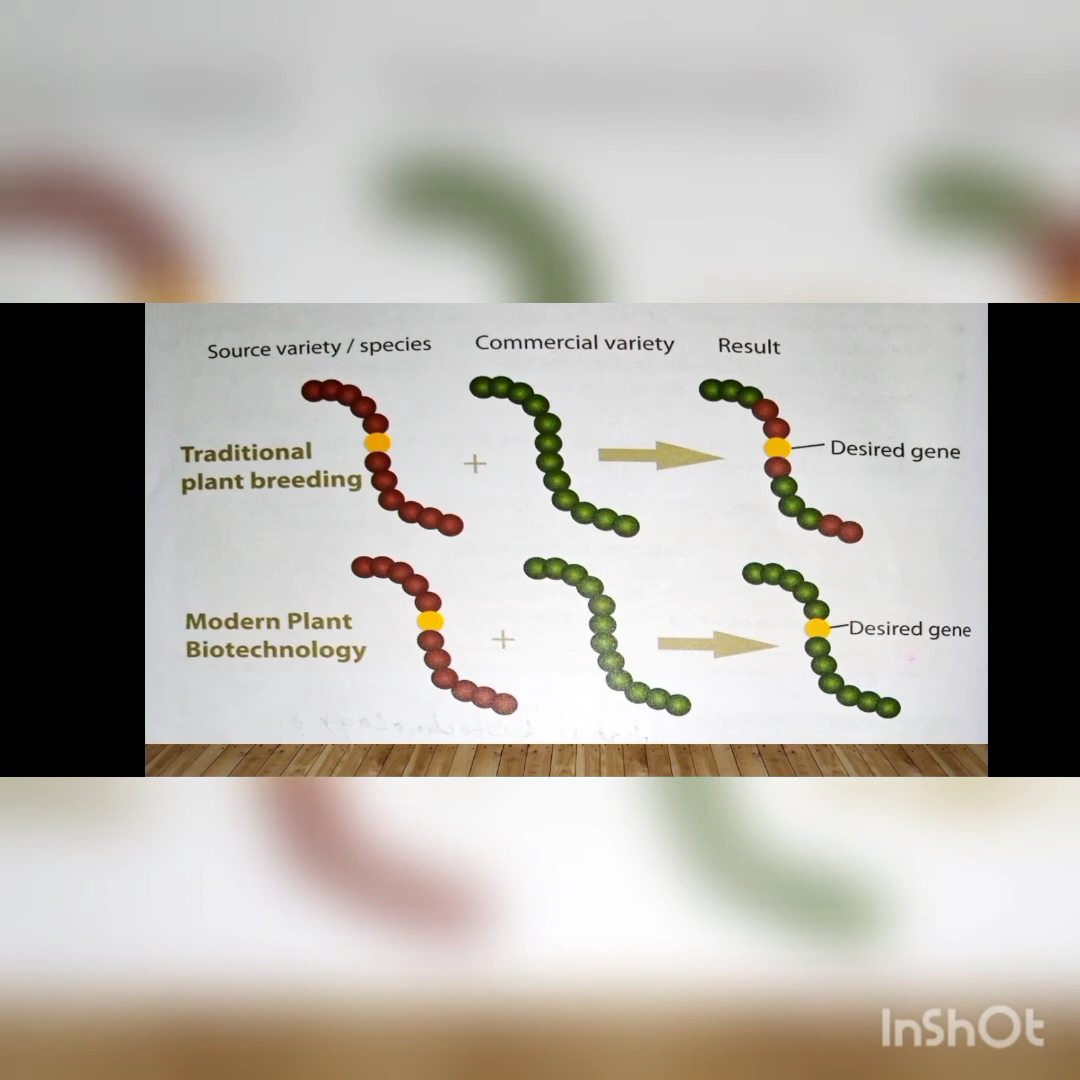 Source variety / species
Commercial variety
Result
Traditional
plant breeding
+
Desired gene
Modern Plant
Biotechnology
+
Desired gene
InShOt